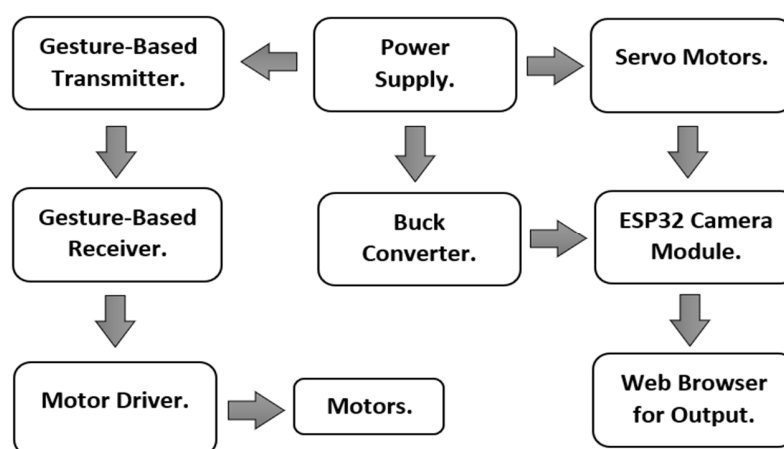 Gesture-Based
Transmitter.
Power
Supply.
Servo Motors.
Gesture-Based
Receiver.
Buck
Converter.
ESP32 Camera
Module.
Motor Driver.
Motors.
Web Browser
for Output.